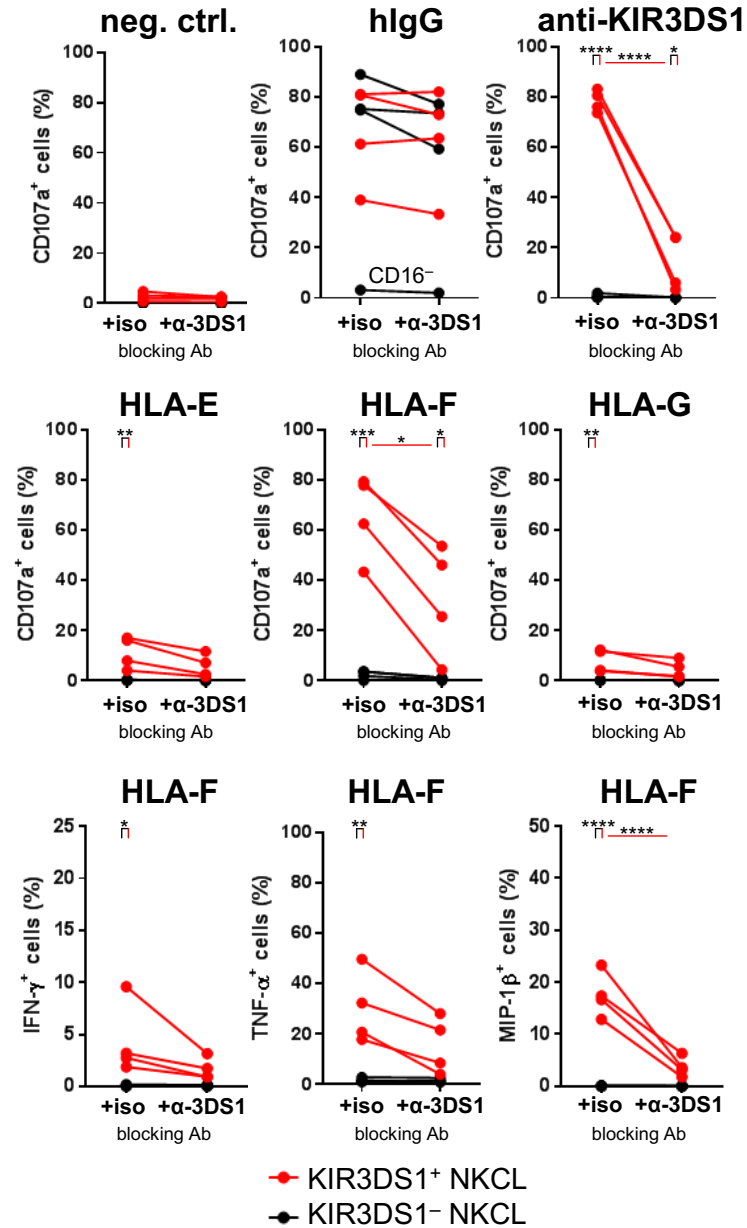 neg. ctrl.
hIgG
anti-KIR3DS1
CD107a⁺ cells (%)
100
80
60
40
20
0
+iso +α-3DS1
blocking Ab
CD107a⁺ cells (%)
100
80
60
40
20
0
CD16⁻
+iso +α-3DS1
blocking Ab
**** **** *
CD107a⁺ cells (%)
100
80
60
40
20
0
+iso +α-3DS1
blocking Ab
HLA-E
HLA-F
HLA-G
**
CD107a⁺ cells (%)
100
80
60
40
20
0
+iso +α-3DS1
blocking Ab
*** * *
CD107a⁺ cells (%)
100
80
60
40
20
0
+iso +α-3DS1
blocking Ab
**
CD107a⁺ cells (%)
100
80
60
40
20
0
+iso +α-3DS1
blocking Ab
HLA-F
HLA-F
HLA-F
*
IFN-γ⁺ cells (%)
25
20
15
10
5
0
+iso +α-3DS1
blocking Ab
**
TNF-α⁺ cells (%)
100
80
60
40
20
0
+iso +α-3DS1
blocking Ab
**** ****
MIP-1β⁺ cells (%)
50
40
30
20
10
0
+iso +α-3DS1
blocking Ab
KIR3DS1⁺ NKCL
KIR3DS1⁻ NKCL